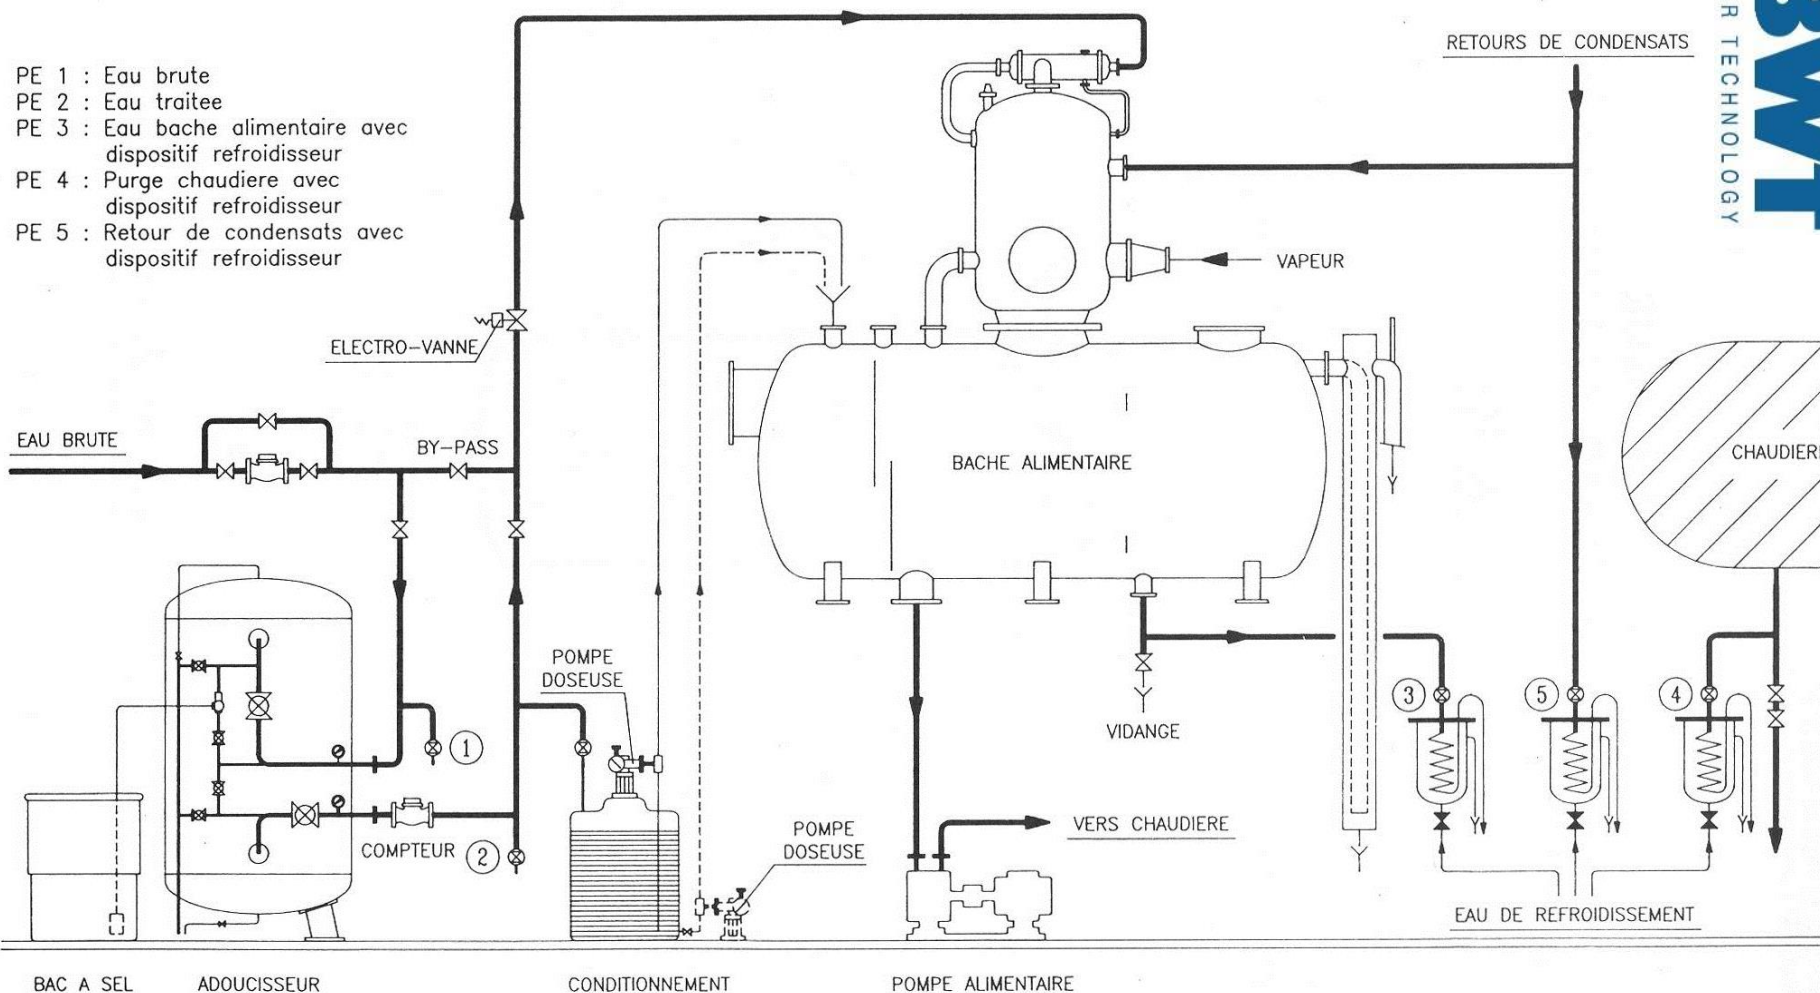 PE 1 : Eau brute
PE 2 : Eau traitee
PE 3 : Eau bache alimentaire avec
dispositif refroidisseur
PE 4 : Purge chaudiere avec
dispositif refroidisseur
PE 5 : Retour de condensats avec
dispositif refroidisseur
RETOURS DE CONDENSATS
BWT
R TECHNOLOGY
VAPEUR
ELECTRO-VANNE
EAU BRUTE
BY-PASS
BACHE ALIMENTAIRE
CHAUDIERE
POMPE
DOSEUSE
3
5
4
VIDANGE
1
POMPE
DOSEUSE
VERS CHAUDIERE
COMPTEUR
2
EAU DE REFROIDISSEMENT
BAC A SEL
ADOUCISSEUR
CONDITIONNEMENT
POMPE ALIMENTAIRE